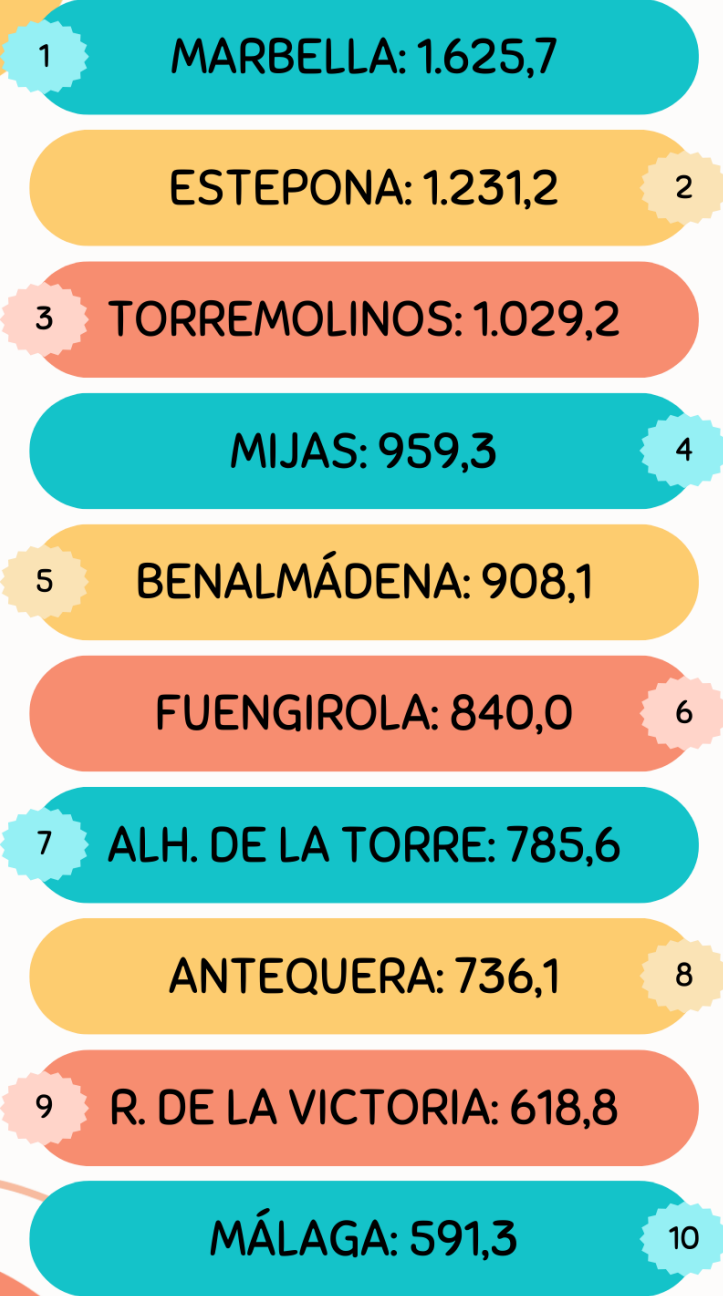 1
MARBELLA: 1.625,7
ESTEPONA: 1.231,2
2
3
TORREMOLINOS: 1.029,2
MIJAS: 959,3
4
5
BENALMÁDENA: 908,1
FUENGIROLA: 840,0
6
7
ALH. DE LA TORRE: 785,6
ANTEQUERA: 736,1
8
9
R. DE LA VICTORIA: 618,8
MÁLAGA: 591,3
10